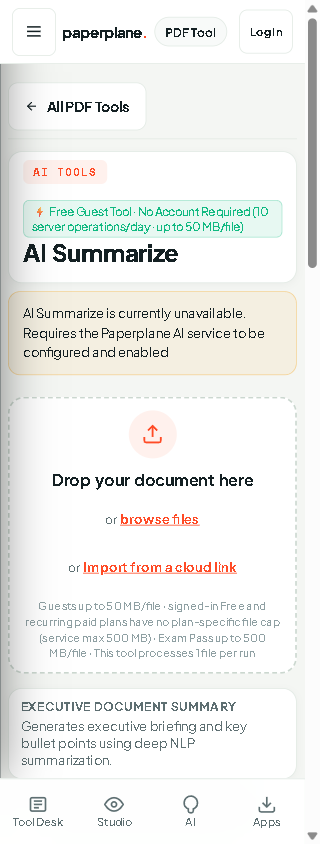 paperplane.
PDF Tool
Log In
All PDF Tools
AI TOOLS
Free Guest Tool · No Account Required (10
server operations/day · up to 50 MB/file)
AI Summarize
AI Summarize is currently unavailable.
Requires the Paperplane AI service to be
configured and enabled
Drop your document here
or browse files
or Import from a cloud link
Guests up to 50 MB/file · signed-in Free and
recurring paid plans have no plan-specific file cap
(service max 500 MB) · Exam Pass up to 500
MB/file · This tool processes 1 file per run
EXECUTIVE DOCUMENT SUMMARY
Generates executive briefing and key
bullet points using deep NLP
summarization.
Tool Desk
Studio
AI
Apps